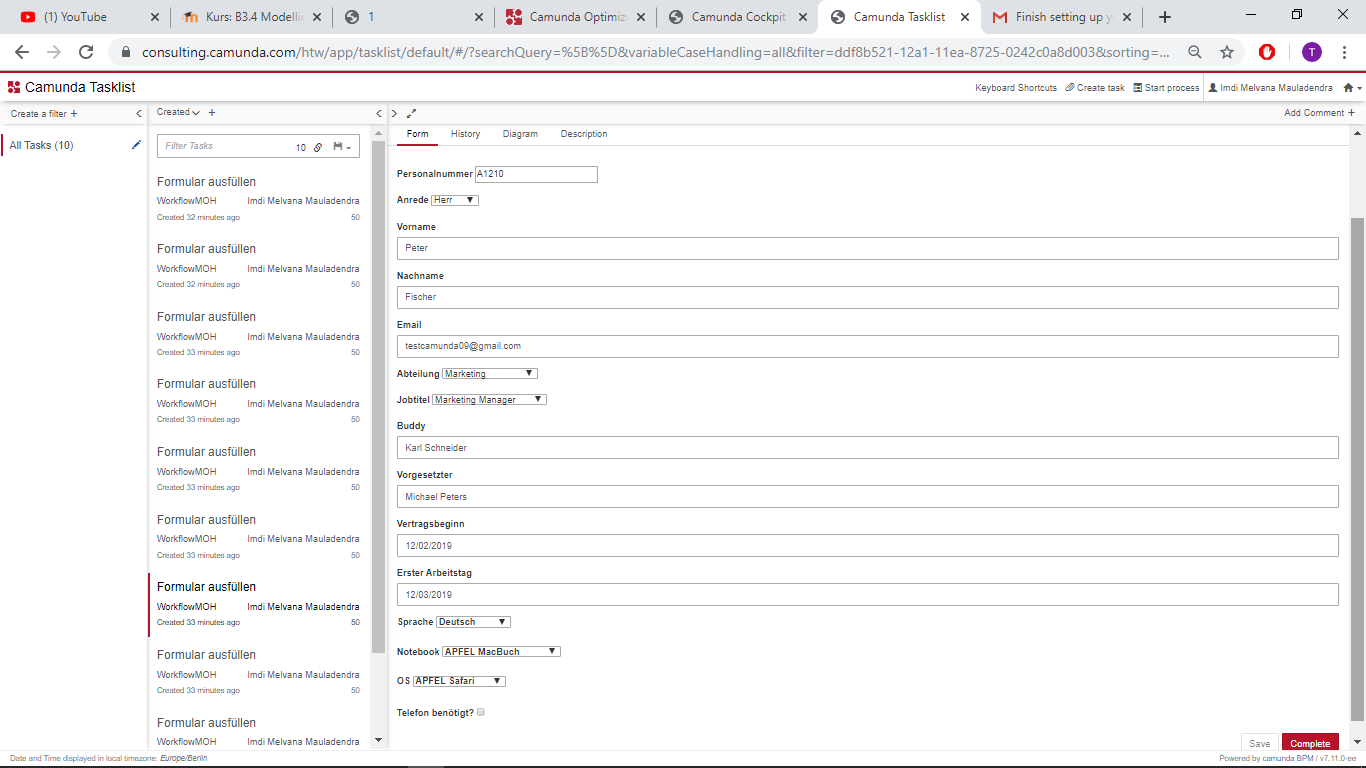 (1) YouTube
Kurs: B3.4 Modelli
1
Camunda Optimiz
Camunda Cockpit
Camunda Tasklist
Finish setting up y
consulting.camunda.com/htw/app/tasklist/default/#/?searchQuery=%5B%5D&variableCaseHandling=all&filter=ddf8b521-12a1-11ea-8725-0242c0a8d003&sorting=...
T
Camunda Tasklist
Keyboard Shortcuts
Create task
Start process
Imdi Melvana Mauladendra
Create a filter +
Created
+
Add Comment +
All Tasks (10)
Filter Tasks
10
Formular ausfüllen
WorkflowMOH Imdi Melvana Mauladendra
Created 32 minutes ago 50
Formular ausfüllen
WorkflowMOH Imdi Melvana Mauladendra
Created 32 minutes ago 50
Formular ausfüllen
WorkflowMOH Imdi Melvana Mauladendra
Created 33 minutes ago 50
Formular ausfüllen
WorkflowMOH Imdi Melvana Mauladendra
Created 33 minutes ago 50
Formular ausfüllen
WorkflowMOH Imdi Melvana Mauladendra
Created 33 minutes ago 50
Formular ausfüllen
WorkflowMOH Imdi Melvana Mauladendra
Created 33 minutes ago 50
Formular ausfüllen
WorkflowMOH Imdi Melvana Mauladendra
Created 33 minutes ago 50
Formular ausfüllen
WorkflowMOH Imdi Melvana Mauladendra
Created 33 minutes ago 50
Formular ausfüllen
WorkflowMOH Imdi Melvana Mauladendra
Form History Diagram Description
Personalnummer A1210
Anrede Herr
Vorname
Peter
Nachname
Fischer
Email
testcamunda09@gmail.com
Abteilung Marketing
Jobtitel Marketing Manager
Buddy
Karl Schneider
Vorgesetzter
Michael Peters
Vertragsbeginn
12/02/2019
Erster Arbeitstag
12/03/2019
Sprache Deutsch
Notebook APFEL MacBuch
OS APFEL Safari
Telefon benötigt?
Save Complete
Date and Time displayed in local timezone: Europe/Berlin
Powered by camunda BPM / v7.11.0-ee